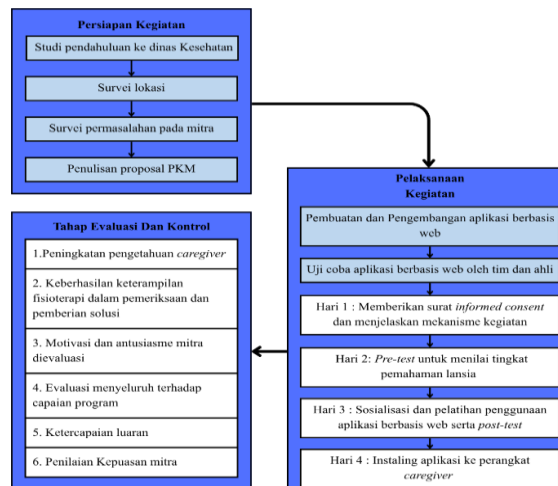 Persiapan Kegiatan
Studi pendahuluan ke dinas Kesehatan
Survei lokasi
Survei permasalahan pada mitra
Penulisan proposal PKM
Pelaksanaan
Kegiatan
Pembuatan dan Pengembangan aplikasi berbasis
web
Uji coba aplikasi berbasis web oleh tim dan ahli
Hari 1 : Memberikan surat informed consent
dan menjelaskan mekanisme kegiatan
Hari 2: Pre-test untuk menilai tingkat
pemahaman lansia
Hari 3 : Sosialisasi dan pelatihan penggunaan
aplikasi berbasis web serta post-test
Hari 4 : Instaling aplikasi ke perangkat
caregiver
Tahap Evaluasi Dan Kontrol
1.Peningkatan pengetahuan caregiver
2. Keberhasilan keterampilan
fisioterapi dalam pemeriksaan dan
pemberian solusi
3. Motivasi dan antusiasme mitra
dievaluasi
4. Evaluasi menyeluruh terhadap
capaian program
5. Ketercapaian luaran
6. Penilaian Kepuasan mitra